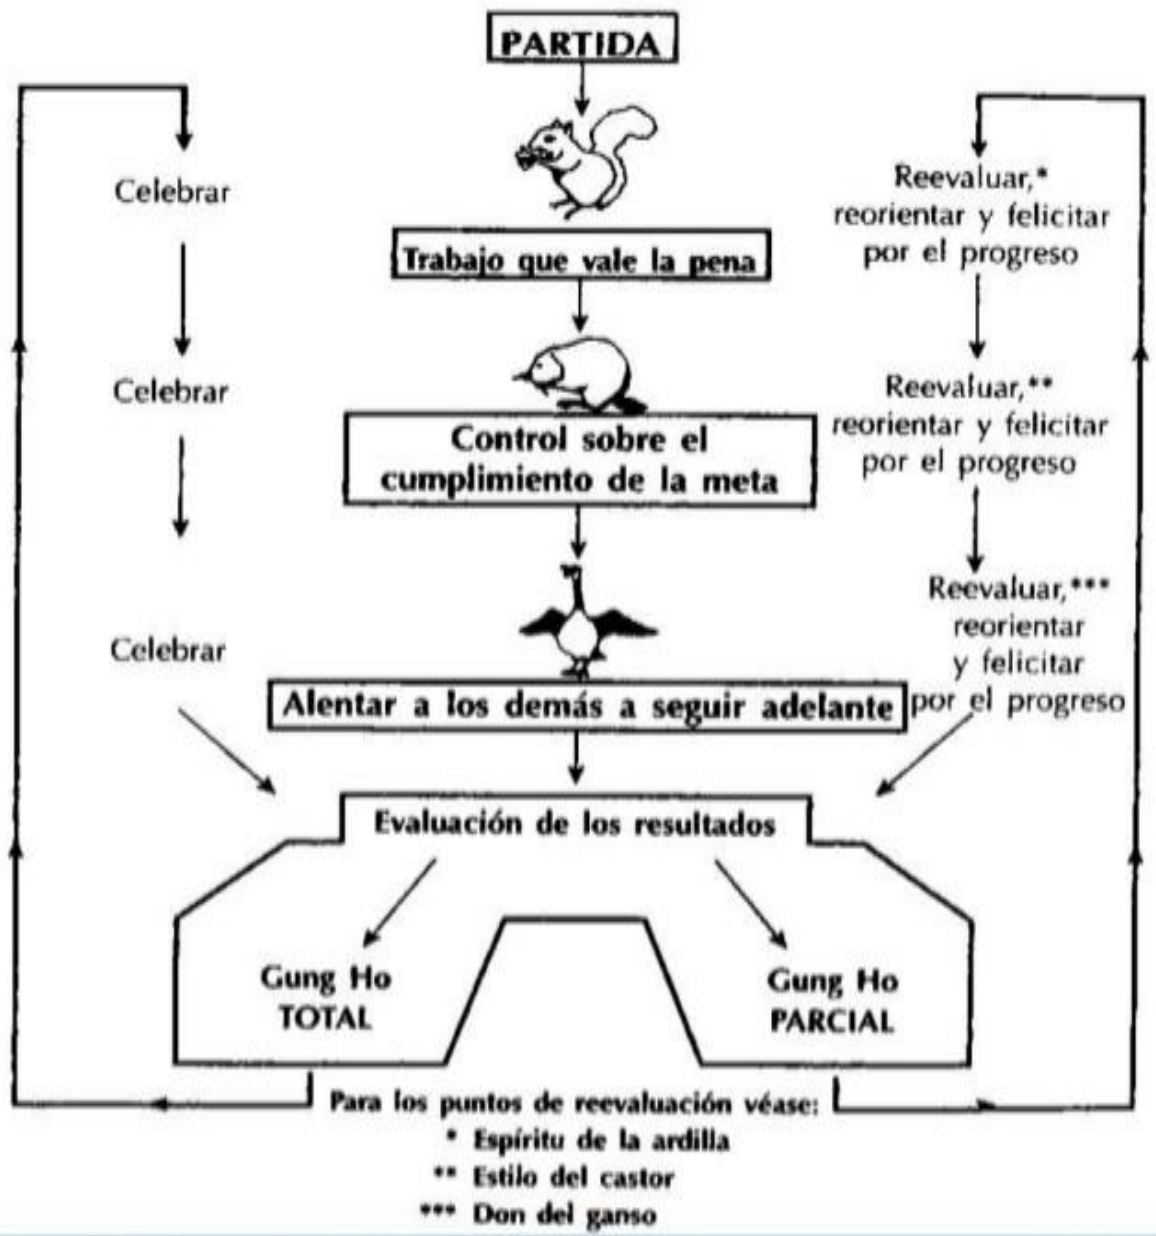 PARTIDA
Celebrar
Reevaluar,*
reorientar y felicitar
por el progreso
Trabajo que vale la pena
Celebrar
Reevaluar,**
reorientar y felicitar
por el progreso
Control sobre el
cumplimiento de la meta
Celebrar
Reevaluar,***
reorientar
y felicitar
por el progreso
Alentar a los demás a seguir adelante
Evaluación de los resultados
Gung Ho
TOTAL
Gung Ho
PARCIAL
Para los puntos de reevaluación véase:
* Espíritu de la ardilla
** Estilo del castor
*** Don del ganso